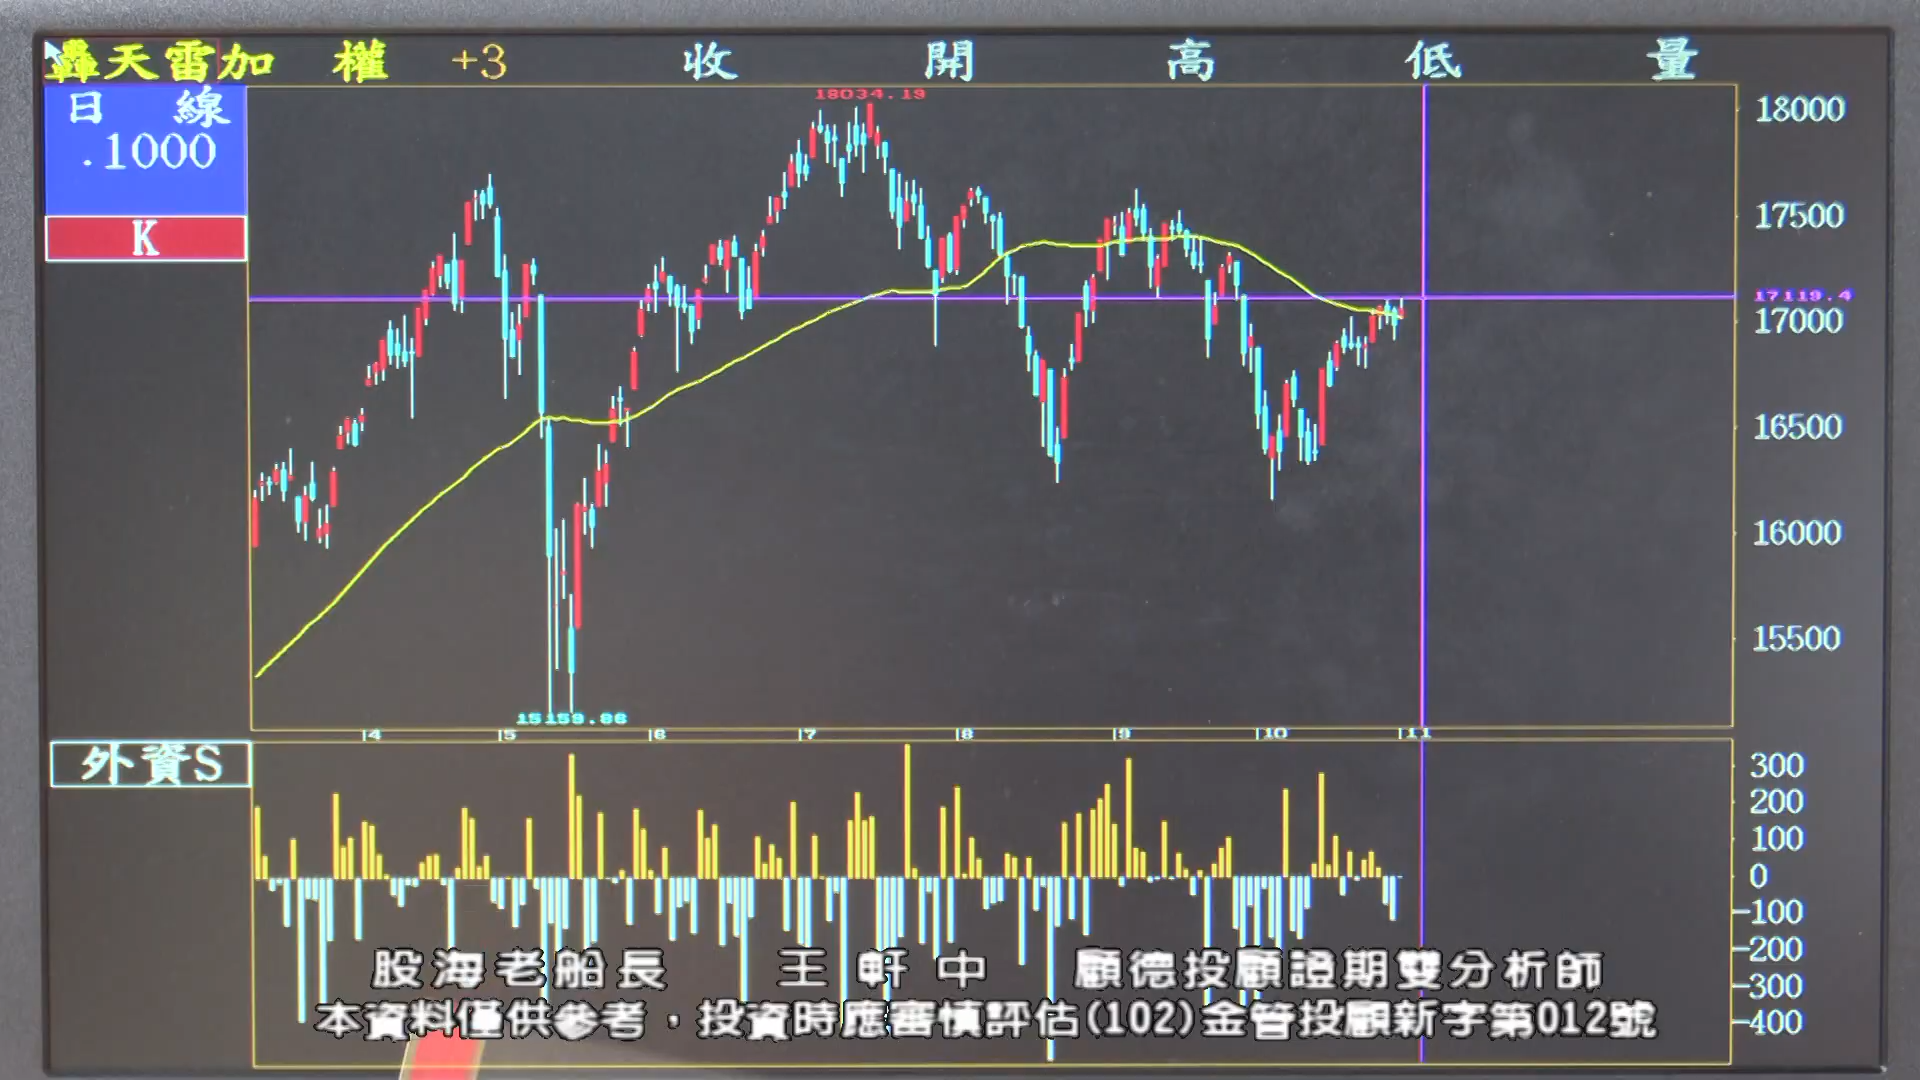 轟天雷加 權 +3 收 開 高 低 量
日 線
.1000
K
18034.19
18000
17500
17119.4
17000
16500
16000
15500
15159.86
4 5 6 7 8 9 10 11
外資S
300
200
100
0
-100
-200
-300
-400
股海老船長 王軒中 顧德投顧證期雙分析師
本資料僅供參考．投資時應審慎評估(102)金管投顧新字第012號